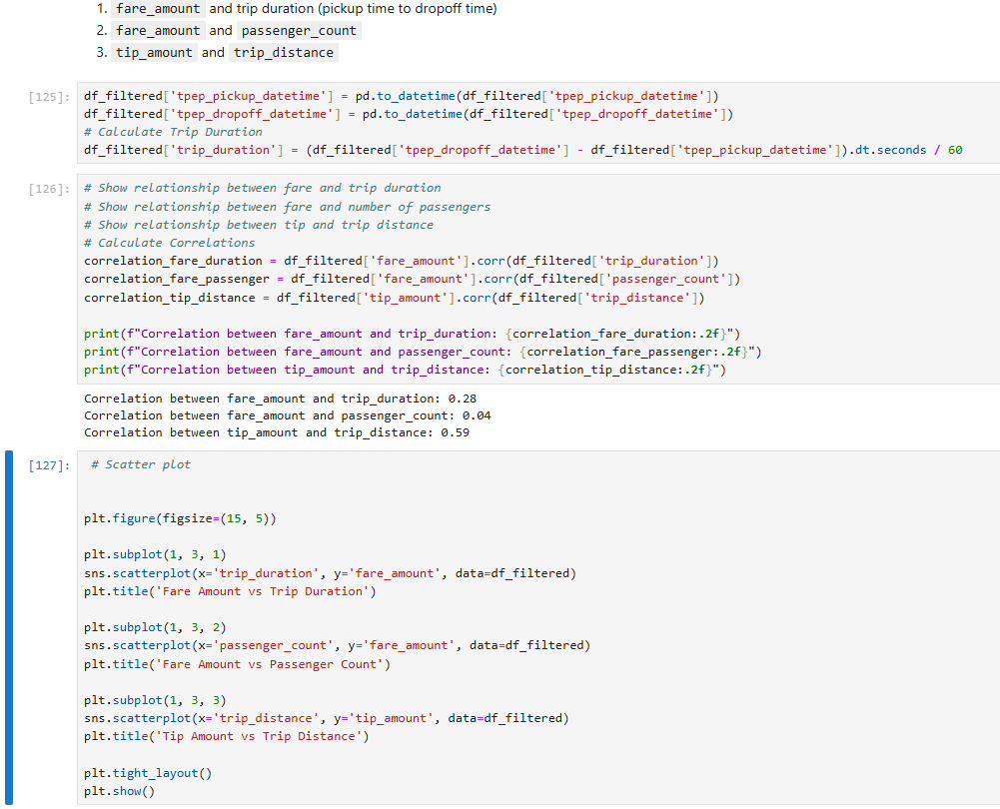 1. fare_amount and trip duration (pickup time to dropoff time)
2. fare_amount and passenger_count
3. tip_amount and trip_distance
[125]: df_filtered['tpep_pickup_datetime'] = pd.to_datetime(df_filtered['tpep_pickup_datetime'])
df_filtered['tpep_dropoff_datetime'] = pd.to_datetime(df_filtered['tpep_dropoff_datetime'])
# Calculate Trip Duration
df_filtered['trip_duration'] = (df_filtered['tpep_dropoff_datetime'] - df_filtered['tpep_pickup_datetime']).dt.seconds / 60
[126]: # Show relationship between fare and trip duration
# Show relationship between fare and number of passengers
# Show relationship between tip and trip distance
# Calculate Correlations
correlation_fare_duration = df_filtered['fare_amount'].corr(df_filtered['trip_duration'])
correlation_fare_passenger = df_filtered['fare_amount'].corr(df_filtered['passenger_count'])
correlation_tip_distance = df_filtered['tip_amount'].corr(df_filtered['trip_distance'])
print(f"Correlation between fare_amount and trip_duration: {correlation_fare_duration:.2f}")
print(f"Correlation between fare_amount and passenger_count: {correlation_fare_passenger:.2f}")
print(f"Correlation between tip_amount and trip_distance: {correlation_tip_distance:.2f}")
Correlation between fare_amount and trip_duration: 0.28
Correlation between fare_amount and passenger_count: 0.04
Correlation between tip_amount and trip_distance: 0.59
[127]: # Scatter plot
plt.figure(figsize=(15, 5))
plt.subplot(1, 3, 1)
sns.scatterplot(x='trip_duration', y='fare_amount', data=df_filtered)
plt.title('Fare Amount vs Trip Duration')
plt.subplot(1, 3, 2)
sns.scatterplot(x='passenger_count', y='fare_amount', data=df_filtered)
plt.title('Fare Amount vs Passenger Count')
plt.subplot(1, 3, 3)
sns.scatterplot(x='trip_distance', y='tip_amount', data=df_filtered)
plt.title('Tip Amount vs Trip Distance')
plt.tight_layout()
plt.show()